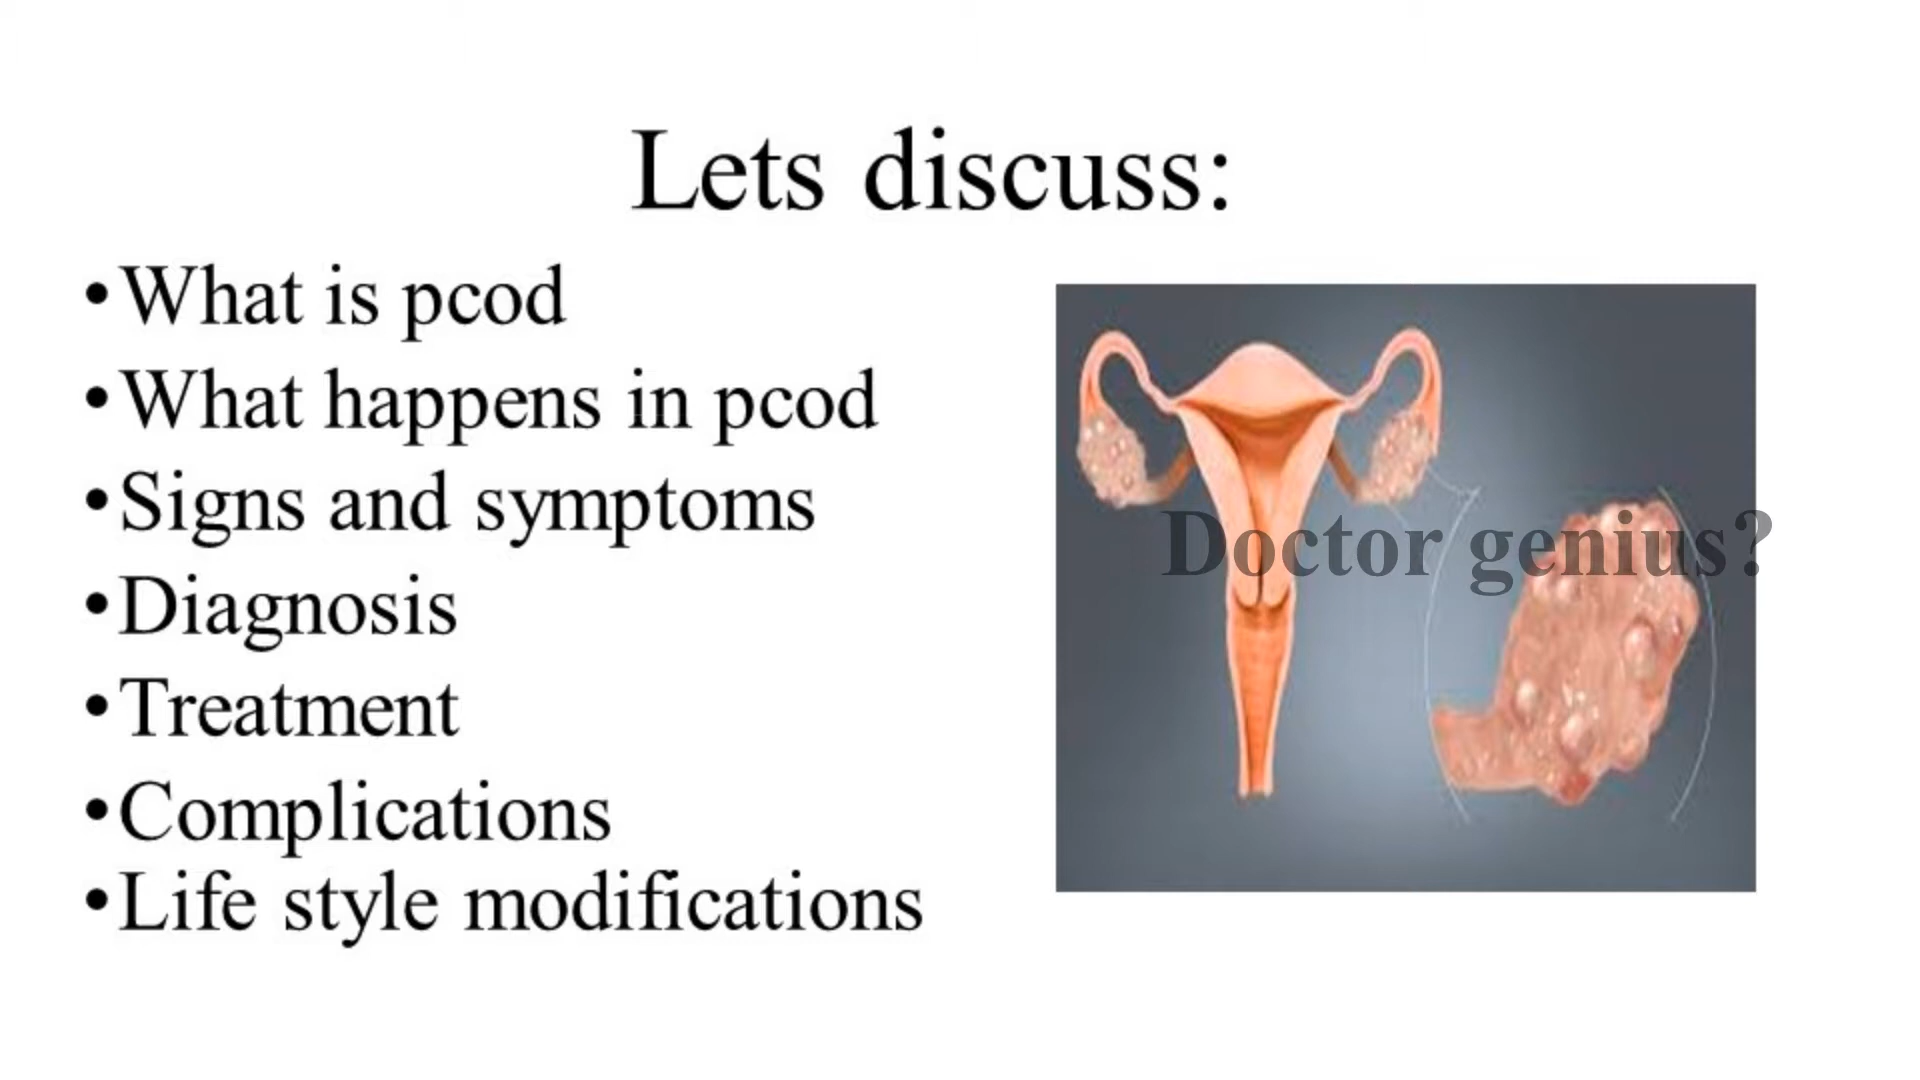 Lets discuss:
•What is pcod
•What happens in pcod
•Signs and symptoms
•Diagnosis
•Treatment
•Complications
•Life style modifications
Doctor genius?